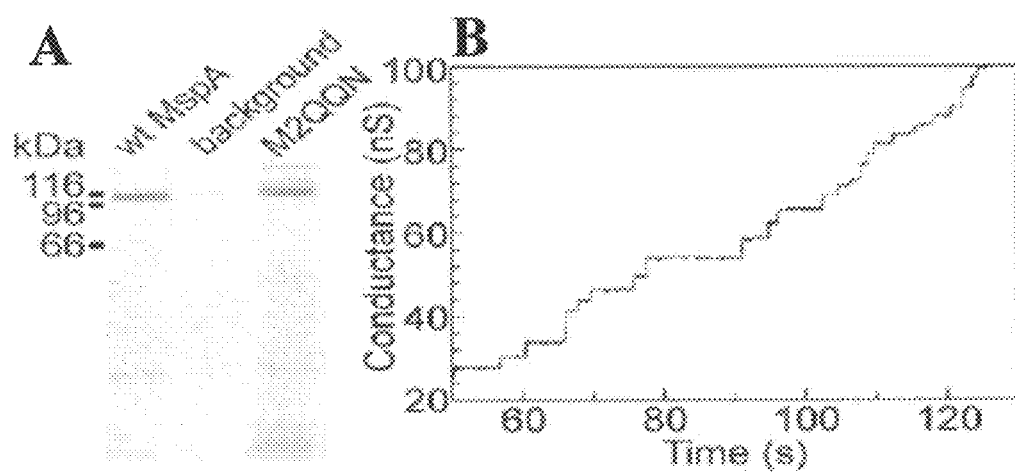 A
wt MspA
background
M2QQN
kDa
116
96
66
B
Conductance (nS)
100
80
60
40
20
60
80
100
120
Time (s)